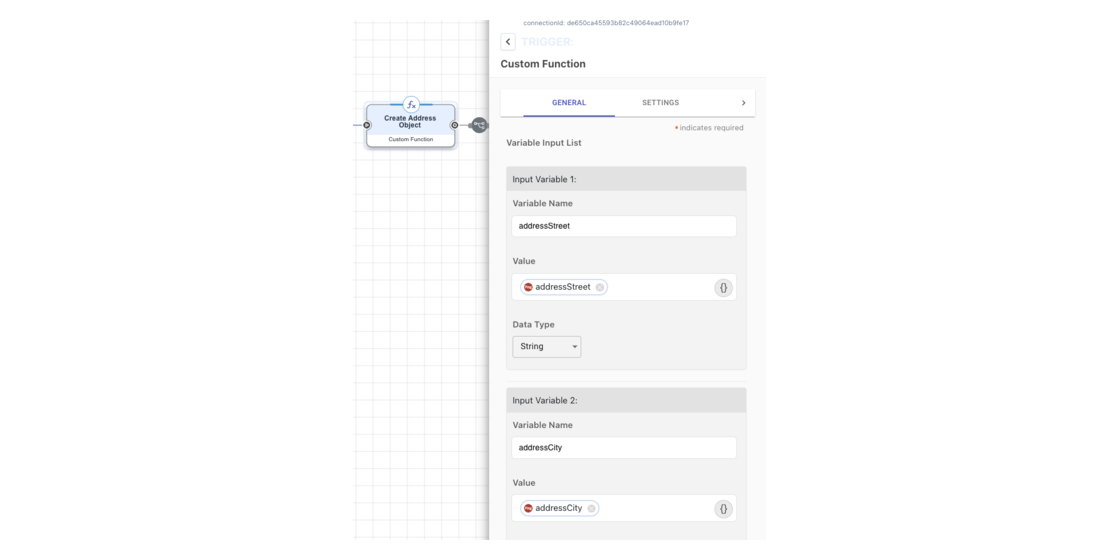 connectionId: de650ca45593b82c49064ead10b9fe17
TRIGGER:
Custom Function
GENERAL SETTINGS
* indicates required
Variable Input List
fx
Create Address
Object
Custom Function
Input Variable 1:
Variable Name
addressStreet
Value
addressStreet
{}
Data Type
String
Input Variable 2:
Variable Name
addressCity
Value
addressCity
{}